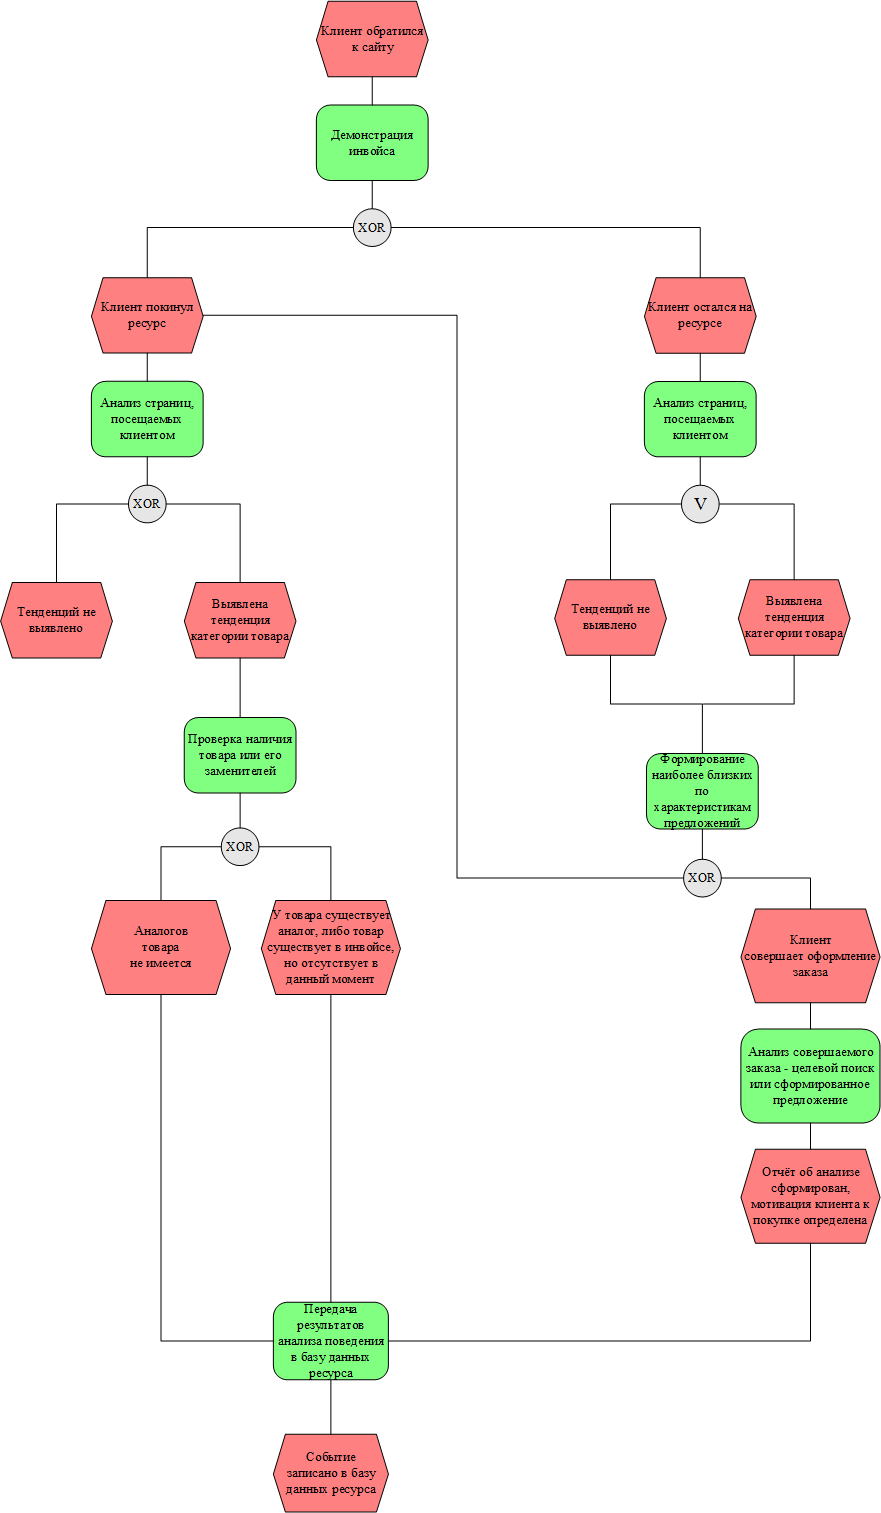 Клиент обратился
к сайту
Демонстрация
инвойса
XOR
Клиент покинул
ресурс
Клиент остался на
ресурсе
Анализ страниц,
посещаемых
клиентом
Анализ страниц,
посещаемых
клиентом
XOR
V
Тенденций не
выявлено
Выявлена
тенденция
категории товара
Тенденций не
выявлено
Выявлена
тенденция
категории товара
Проверка наличия
товара или его
заменителей
Формирование
наиболее близких
по
характеристикам
предложений
XOR
XOR
Аналогов
товара
не имеется
У товара существует
аналог, либо товар
существует в инвойсе,
но отсутствует в
данный момент
Клиент
совершает оформление
заказа
Анализ совершаемого
заказа - целевой поиск
или сформированное
предложение
Отчёт об анализе
сформирован,
мотивация клиента к
покупке определена
Передача
результатов
анализа поведения
в базу данных
ресурса
Событие
записано в базу
данных ресурса